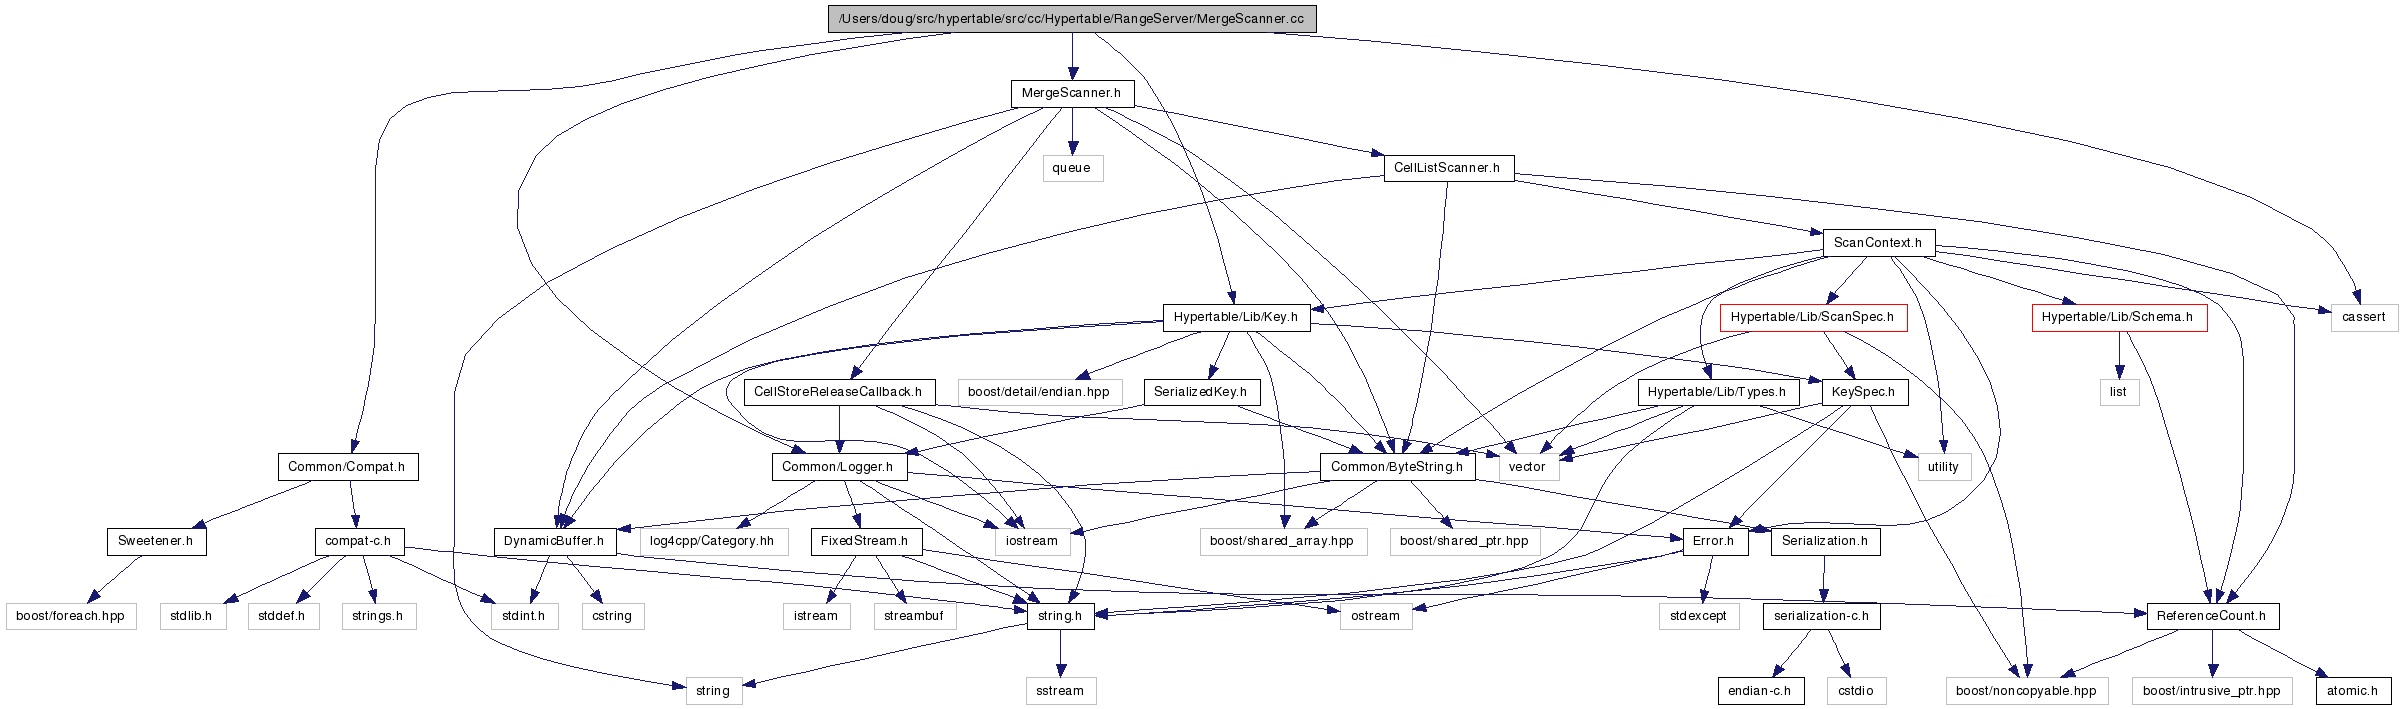 /Users/doug/src/hypertable/src/cc/Hypertable/RangeServer/MergeScanner.cc
MergeScanner.h
queue
CellListScanner.h
ScanContext.h
Hypertable/Lib/Key.h
Hypertable/Lib/ScanSpec.h
Hypertable/Lib/Schema.h
cassert
CellStoreReleaseCallback.h
boost/detail/endian.hpp
SerializedKey.h
Hypertable/Lib/Types.h
KeySpec.h
list
Common/Compat.h
Common/Logger.h
Common/ByteString.h
vector
utility
Sweetener.h
compat-c.h
DynamicBuffer.h
log4cpp/Category.hh
FixedStream.h
iostream
boost/shared_array.hpp
boost/shared_ptr.hpp
Error.h
Serialization.h
boost/foreach.hpp
stdlib.h
stddef.h
strings.h
stdint.h
cstring
istream
streambuf
string.h
ostream
stdexcept
serialization-c.h
ReferenceCount.h
string
sstream
endian-c.h
cstdio
boost/noncopyable.hpp
boost/intrusive_ptr.hpp
atomic.h